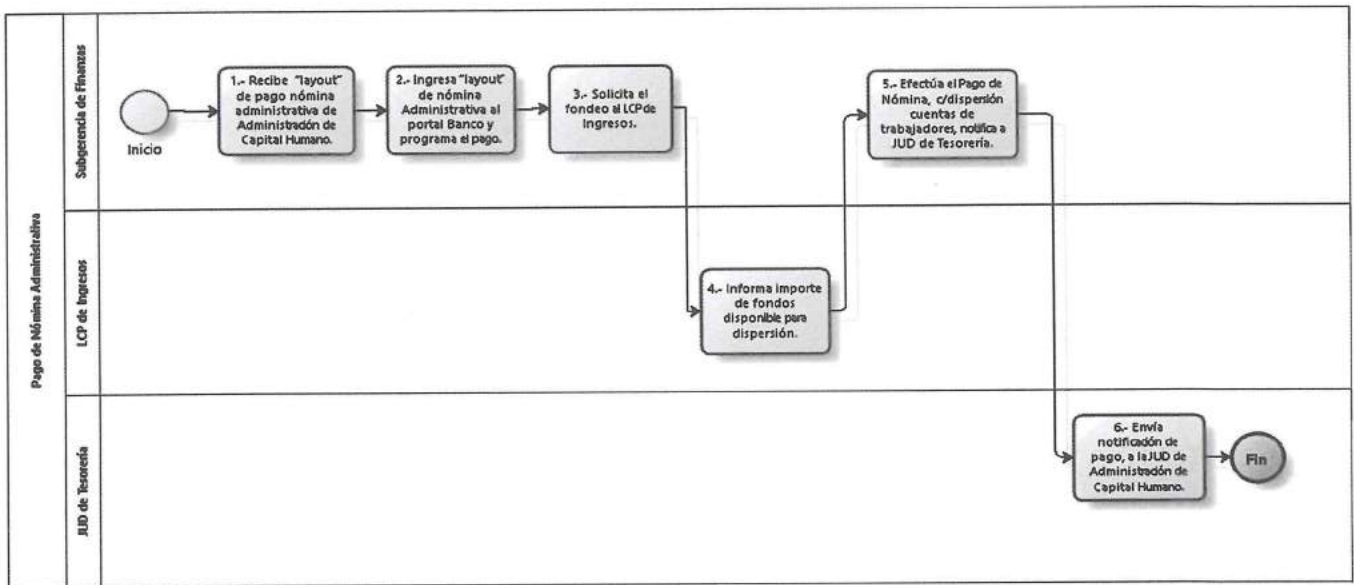 Pago de Nómina Administrativa
Subgerencia de Finanzas
Inicio
1.- Recibe "layout"
de pago nómina
administrativa de
Administración de
Capital Humano.
2.- Ingresa "layout"
de nómina
Administrativa al
portal Banco y
programa el pago.
3.- Solicita el
fondeo al LCP de
Ingresos.
5.- Efectúa el Pago de
Nómina, c/dispersión
cuentas de
trabajadores, notifica a
JUD de Tesorería.
LCP de Ingresos
4.- Informa importe
de fondos
disponible para
dispersión.
JUD de Tesorería
6.- Envía
notificación de
pago, a la JUD de
Administración de
Capital Humano.
Fin